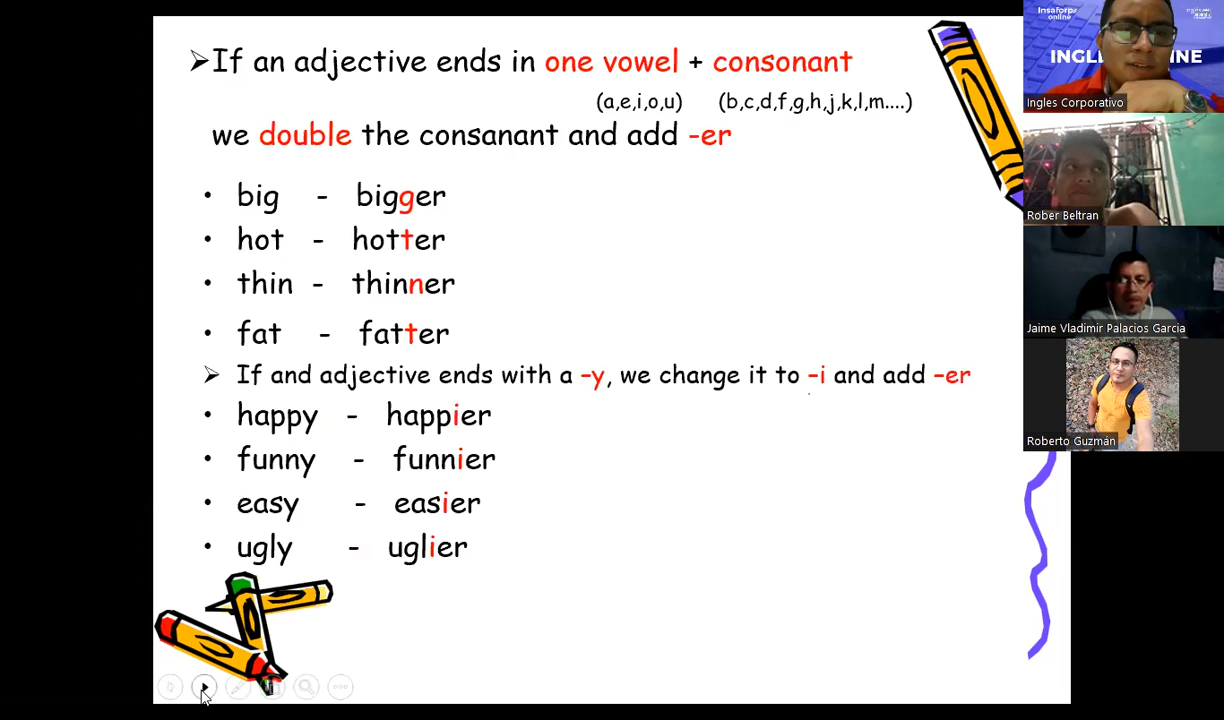 ➢If an adjective ends in one vowel + consonant
(a,e,i,o,u) (b,c,d,f,g,h,j,k,l,m....)
we double the consanant and add -er
• big - bigger
• hot - hotter
• thin - thinner
• fat - fatter
➢ If and adjective ends with a –y, we change it to –i and add –er
• happy - happier
• funny - funnier
• easy - easier
• ugly - uglier
Insaforp
online
INGL
NE
Ingles Corporativo
Rober Beltran
Jaime Vladimir Palacios Garcia
Roberto Guzmán